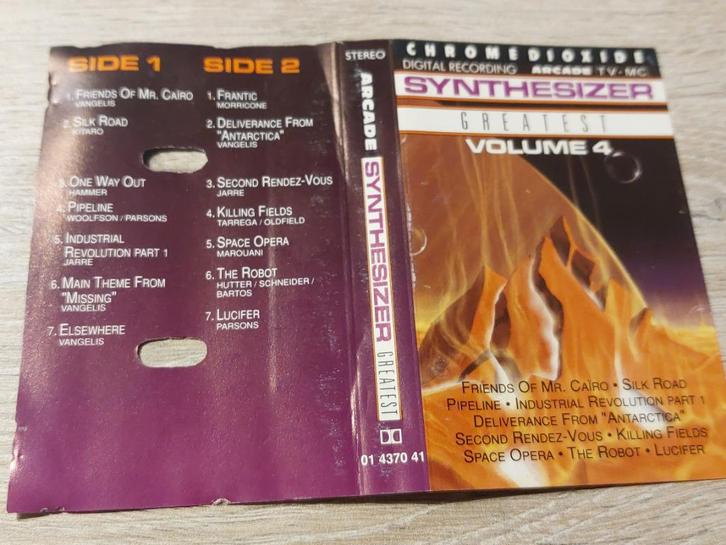 SIDE 1
1. FRIENDS OF MR. CAÏRO
VANGELIS
2. SILK ROAD
KITARO
3. ONE WAY OUT
HAMMER
4. PIPELINE
WOOLFSON / PARSONS
5. INDUSTRIAL
REVOLUTION PART 1
JARRE
6. MAIN THEME FROM
"MISSING"
VANGELIS
7. ELSEWHERE
VANGELIS
SIDE 2
1. FRANTIC
MORRICONE
2. DELIVERANCE FROM
"ANTARCTICA"
VANGELIS
3. SECOND RENDEZ-VOUS
JARRE
4. KILLING FIELDS
TARREGA / OLDFIELD
5. SPACE OPERA
MAROUANI
6. THE ROBOT
HUTTER / SCHNEIDER /
BARTOS
7. LUCIFER
PARSONS
STEREO
ARCADE SYNTHESIZER GREATEST
01 4370 41
CHROMEDIOXIDE
DIGITAL RECORDING ARCADE TV-MC
SYNTHESIZER
GREATEST
VOLUME 4
FRIENDS OF MR. CAÏRO • SILK ROAD
PIPELINE • INDUSTRIAL REVOLUTION PART 1
DELIVERANCE FROM "ANTARCTICA"
SECOND RENDEZ-VOUS • KILLING FIELDS
SPACE OPERA • THE ROBOT • LUCIFER